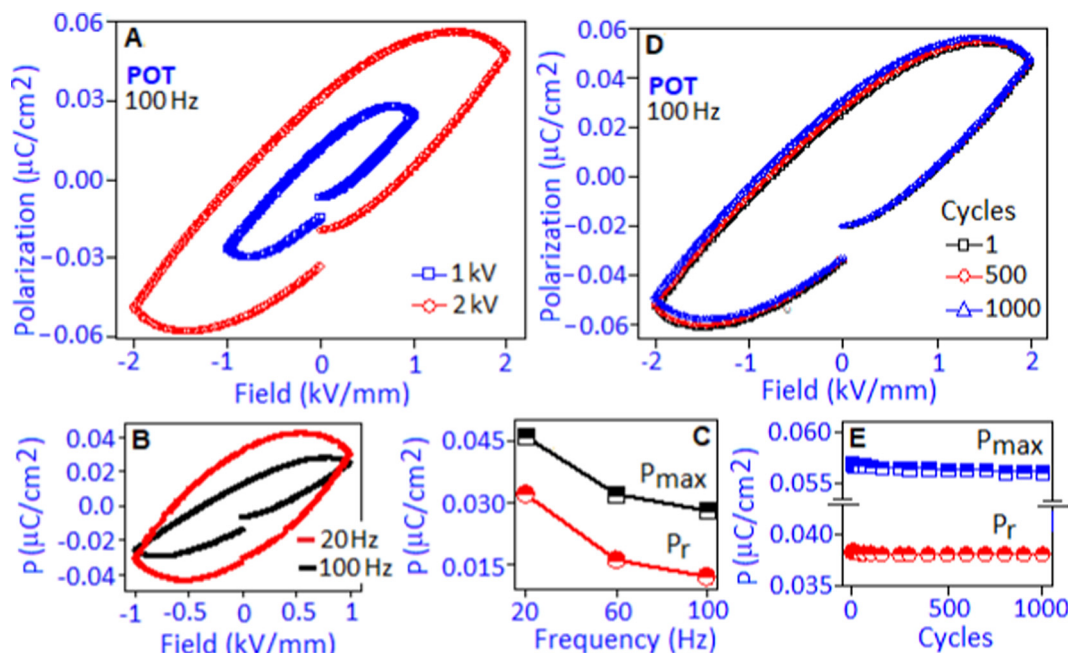 A
POT
100 Hz
Polarization (μC/cm2)
0.06
0.03
0.00
−0.03
−0.06
1 kV
2 kV
-2
-1
0
1
2
Field (kV/mm)
D
POT
100 Hz
Polarization (μC/cm2)
0.06
0.04
0.02
0.00
−0.02
−0.04
−0.06
Cycles
1
500
1000
-2
-1
0
1
2
Field (kV/mm)
B
P (μC/cm2)
0.04
0.02
0.0
-0.02
-0.04
20 Hz
100 Hz
-1
-0.5
0
0.5
1
Field (kV/mm)
C
P (μC/cm2)
0.045
0.030
0.015
Pmax
Pr
20
60
100
Frequency (Hz)
E
P (μC/cm2)
0.060
0.055
0.040
0.035
Pmax
Pr
0
500
1000
Cycles